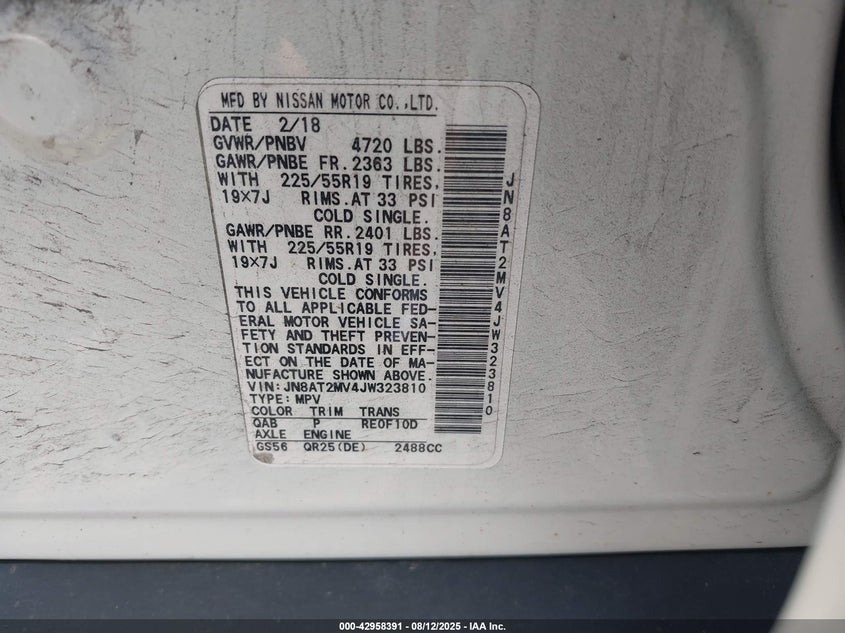 MFD BY NISSAN MOTOR CO.,LTD.
DATE 2/18
GVWR/PNBV 4720 LBS.
GAWR/PNBE FR. 2363 LBS.
WITH 225/55R19 TIRES,
19×7J RIMS.AT 33 PSI
COLD SINGLE.
GAWR/PNBE RR. 2401 LBS.
WITH 225/55R19 TIRES,
19×7J RIMS.AT 33 PSI
COLD SINGLE.
THIS VEHICLE CONFORMS
TO ALL APPLICABLE FED-
ERAL MOTOR VEHICLE SA-
FETY AND THEFT PREVEN-
TION STANDARDS IN EFF-
ECT ON THE DATE OF MA-
NUFACTURE SHOWN ABOVE.
VIN: JN8AT2MV4JW323810
TYPE: MPV
COLOR TRIM TRANS
QAB P RE0F10D
AXLE ENGINE
GS56 QR25(DE) 2488CC
JN8AT2MV4JW323810
000-42958391 - 08/12/2025 - IAA Inc.